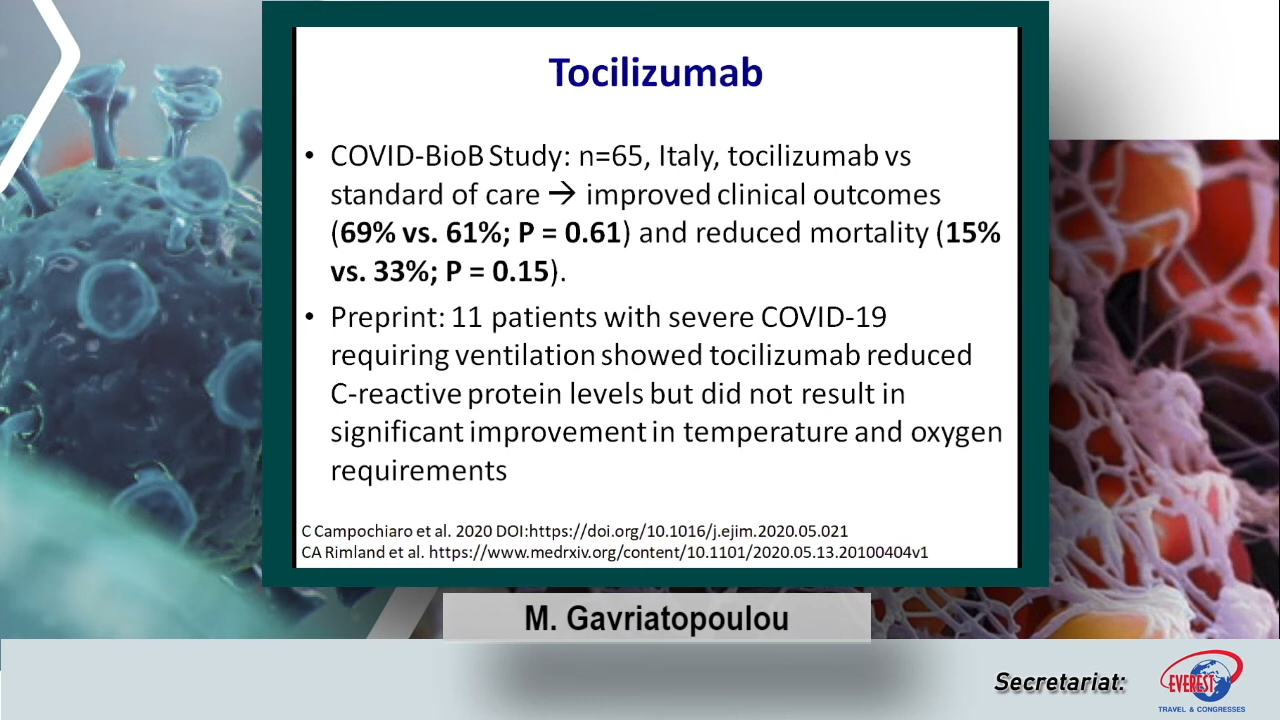 Tocilizumab
• COVID-BioB Study: n=65, Italy, tocilizumab vs
standard of care → improved clinical outcomes
(69% vs. 61%; P = 0.61) and reduced mortality (15%
vs. 33%; P = 0.15).
• Preprint: 11 patients with severe COVID-19
requiring ventilation showed tocilizumab reduced
C-reactive protein levels but did not result in
significant improvement in temperature and oxygen
requirements
C Campochiaro et al. 2020 DOI:https://doi.org/10.1016/j.ejim.2020.05.021
CA Rimland et al. https://www.medrxiv.org/content/10.1101/2020.05.13.20100404v1
M. Gavriatopoulou
Secretariat:
EVEREST
TRAVEL & CONGRESSES